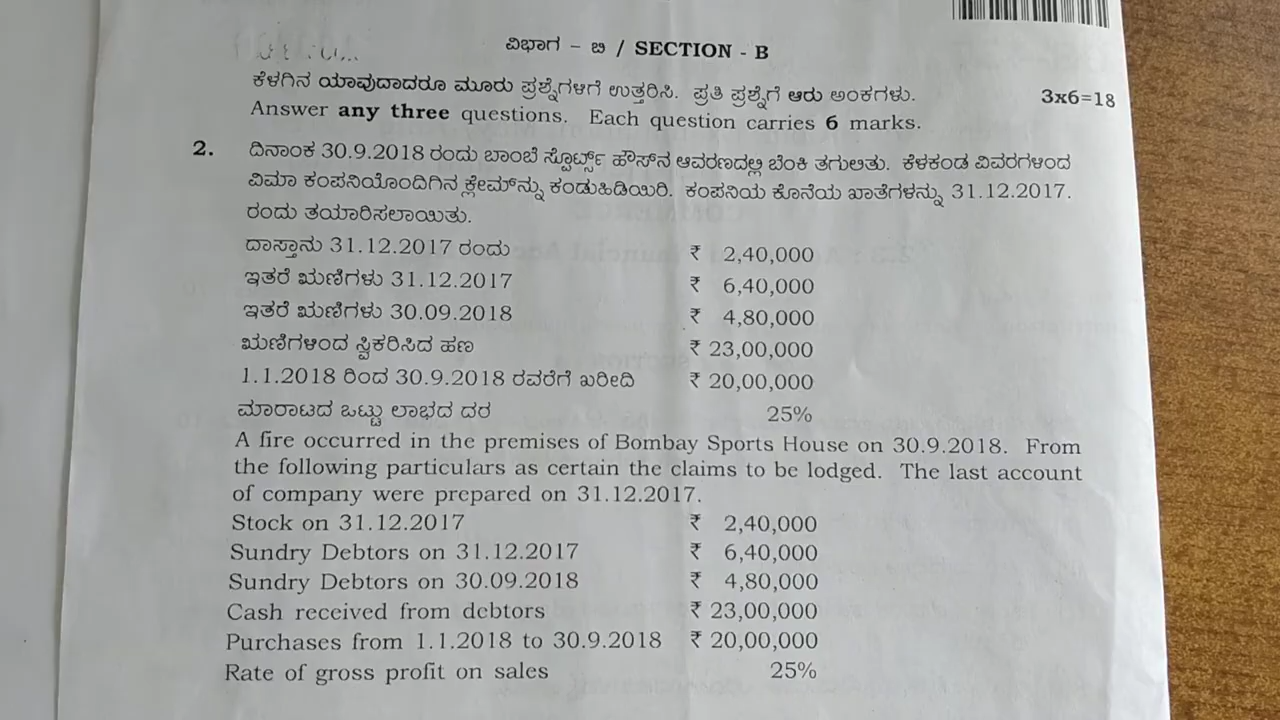 ವಿಭಾಗ – ಬಿ / SECTION - B
ಕೆಳಗಿನ ಯಾವುದಾದರೂ ಮೂರು ಪ್ರಶ್ನೆಗಳಿಗೆ ಉತ್ತರಿಸಿ. ಪ್ರತಿ ಪ್ರಶ್ನೆಗೆ ಆರು ಅಂಕಗಳು. 3x6=18
Answer any three questions. Each question carries 6 marks.
2. ದಿನಾಂಕ 30.9.2018 ರಂದು ಬಾಂಬೆ ಸ್ಪೋರ್ಟ್ಸ್ ಹೌಸ್‌ನ ಆವರಣದಲ್ಲಿ ಬೆಂಕಿ ತಗುಲಿತು. ಕೆಳಕಂಡ ವಿವರಗಳಿಂದ
ವಿಮಾ ಕಂಪನಿಯೊಂದಿಗಿನ ಕ್ಲೇಮ್‌ನ್ನು ಕಂಡುಹಿಡಿಯಿರಿ. ಕಂಪನಿಯ ಕೊನೆಯ ಖಾತೆಗಳನ್ನು 31.12.2017.
ರಂದು ತಯಾರಿಸಲಾಯಿತು.
ದಾಸ್ತಾನು 31.12.2017 ರಂದು ₹ 2,40,000
ಇತರೆ ಋಣಿಗಳು 31.12.2017 ₹ 6,40,000
ಇತರೆ ಋಣಿಗಳು 30.09.2018 ₹ 4,80,000
ಋಣಿಗಳಿಂದ ಸ್ವಿಕರಿಸಿದ ಹಣ ₹ 23,00,000
1.1.2018 ರಿಂದ 30.9.2018 ರವರೆಗೆ ಖರೀದಿ ₹ 20,00,000
ಮಾರಾಟದ ಒಟ್ಟು ಲಾಭದ ದರ 25%
A fire occurred in the premises of Bombay Sports House on 30.9.2018. From
the following particulars as certain the claims to be lodged. The last account
of company were prepared on 31.12.2017.
Stock on 31.12.2017 ₹ 2,40,000
Sundry Debtors on 31.12.2017 ₹ 6,40,000
Sundry Debtors on 30.09.2018 ₹ 4,80,000
Cash received from debtors ₹ 23,00,000
Purchases from 1.1.2018 to 30.9.2018 ₹ 20,00,000
Rate of gross profit on sales 25%